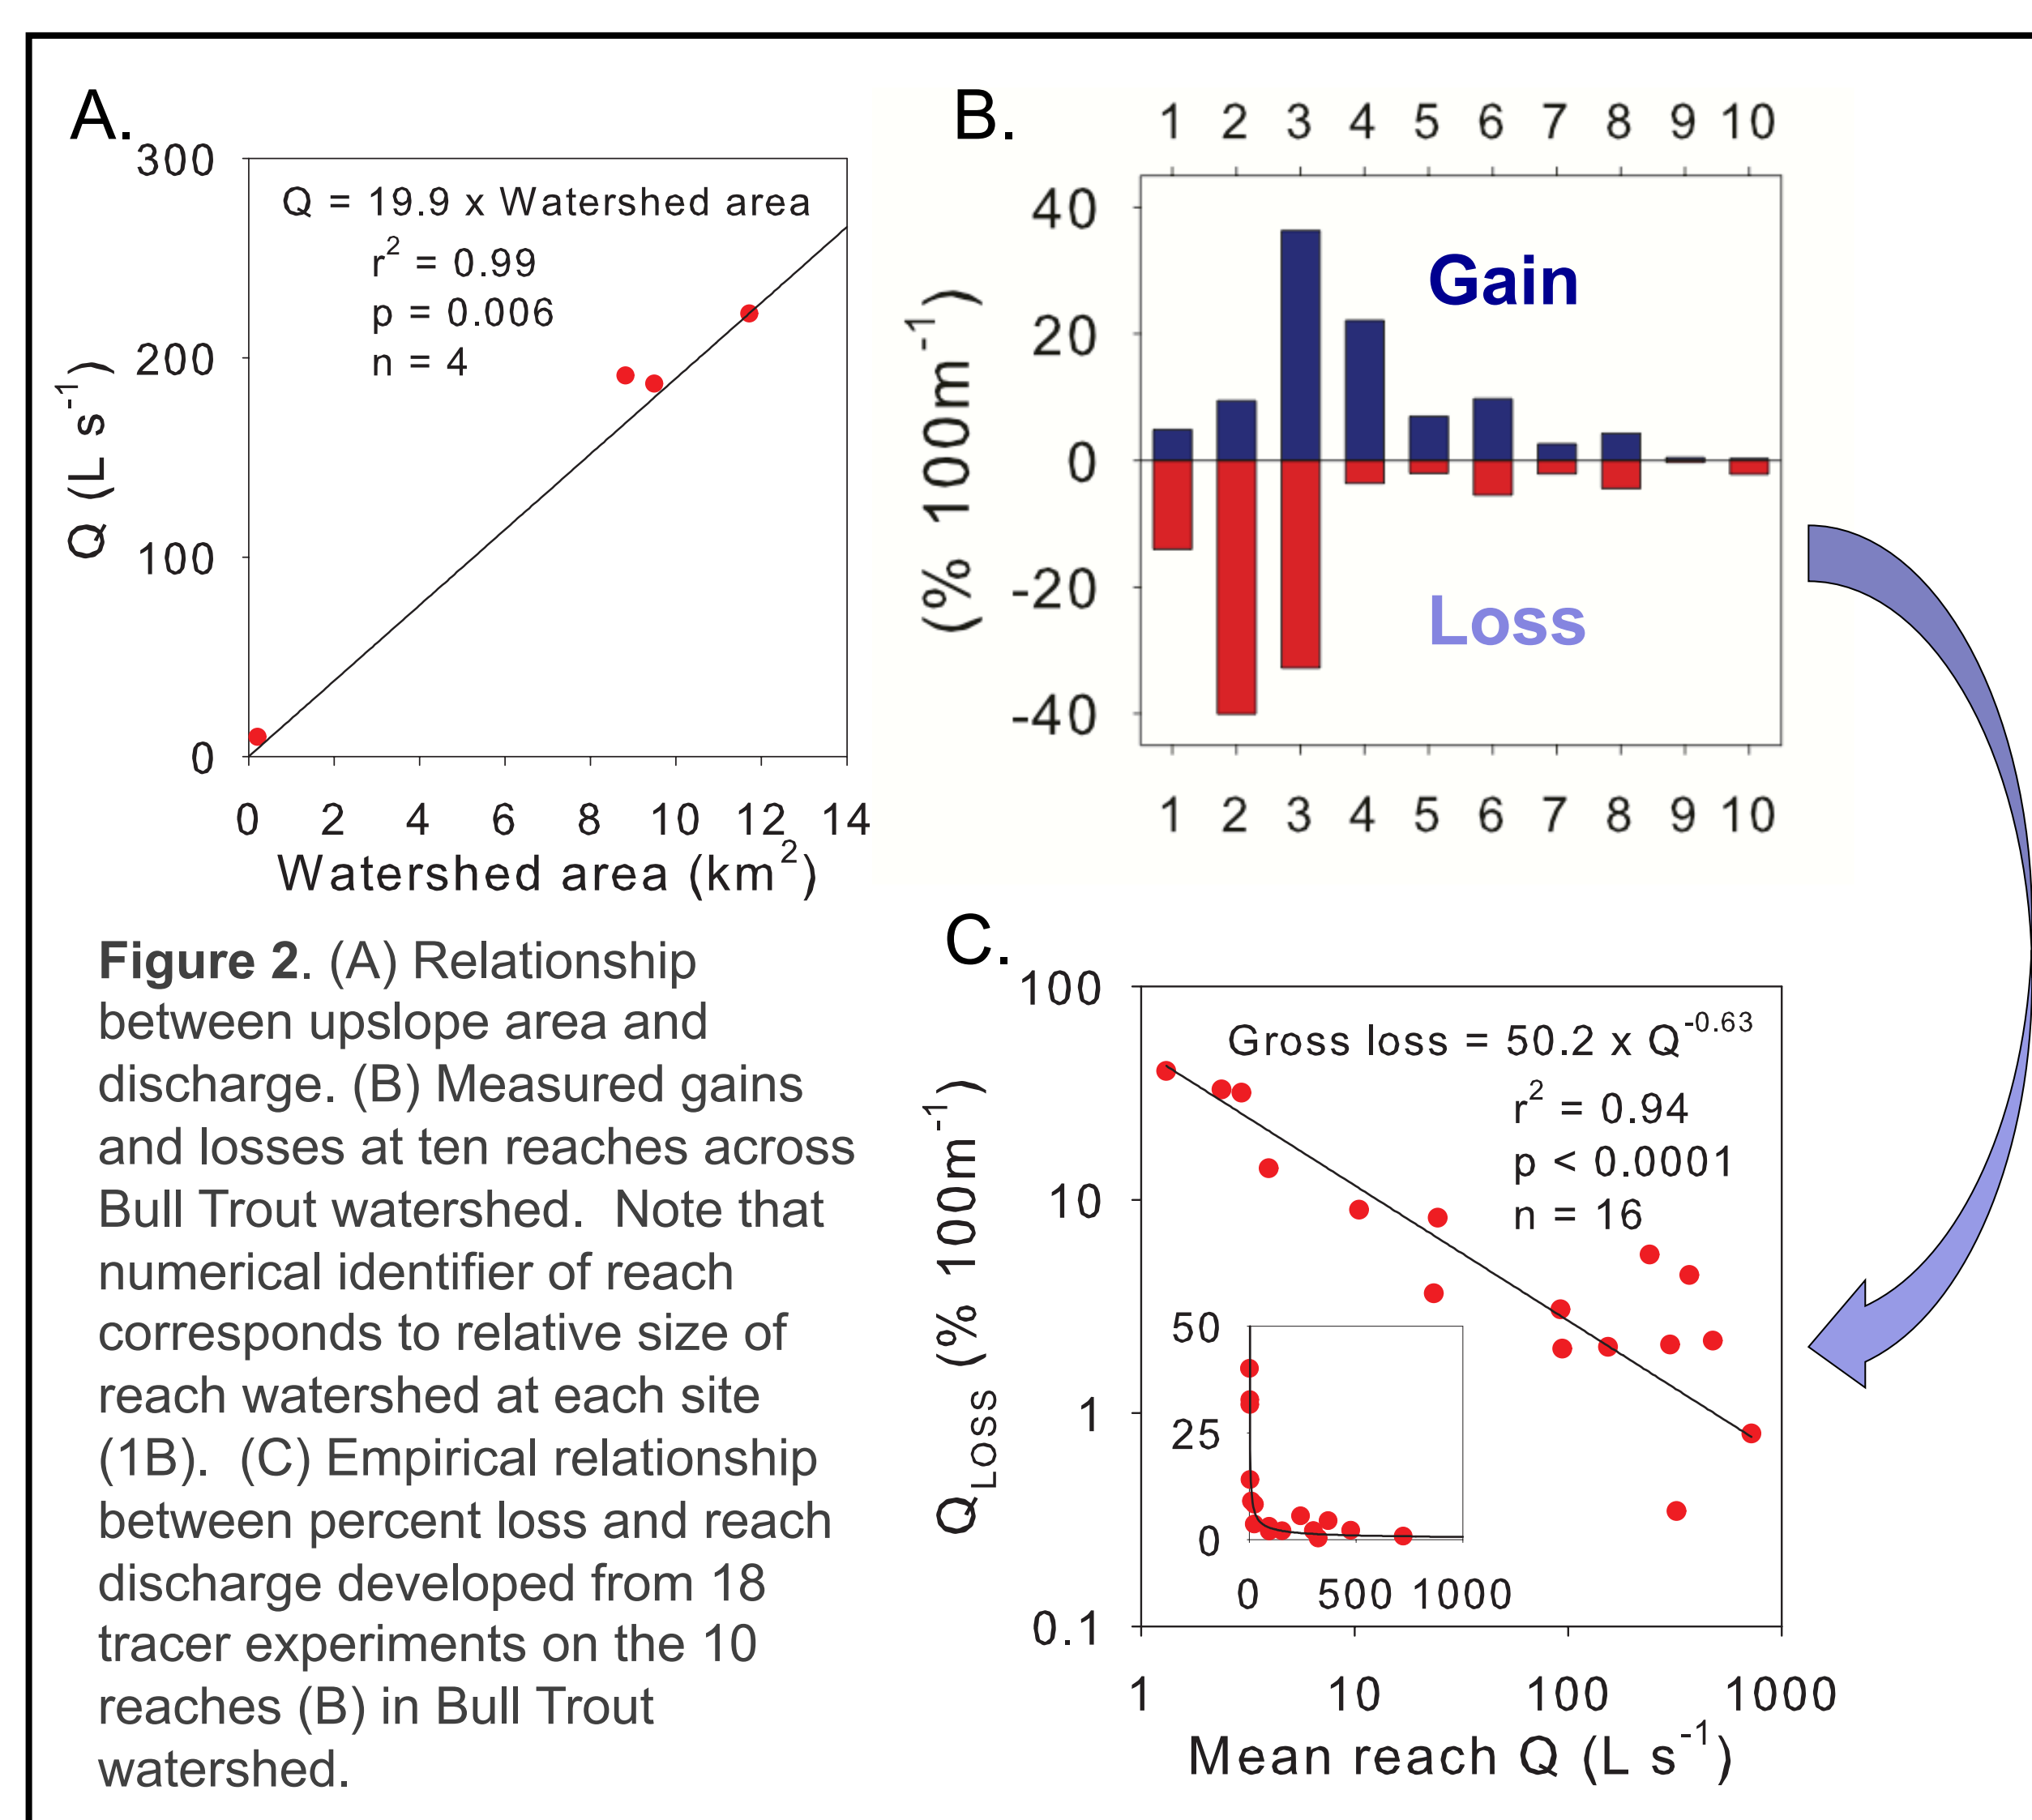 A.
300
200
100
0
Q (L s⁻¹)
Q = 19.9 x Watershed area
r² = 0.99
p = 0.006
n = 4
0 2 4 6 8 10 12 14
Watershed area (km²)
B.
1 2 3 4 5 6 7 8 9 10
40
20
0
-20
-40
(% 100m⁻¹)
Gain
Loss
1 2 3 4 5 6 7 8 9 10
Figure 2. (A) Relationship
between upslope area and
discharge. (B) Measured gains
and losses at ten reaches across
Bull Trout watershed. Note that
numerical identifier of reach
corresponds to relative size of
reach watershed at each site
(1B). (C) Empirical relationship
between percent loss and reach
discharge developed from 18
tracer experiments on the 10
reaches (B) in Bull Trout
watershed.
C.
100
10
1
0.1
Q_LOSS (% 100m⁻¹)
Gross loss = 50.2 x Q⁻⁰·⁶³
r² = 0.94
p < 0.0001
n = 16
50
25
0
0 500 1000
1 10 100 1000
Mean reach Q (L s⁻¹)